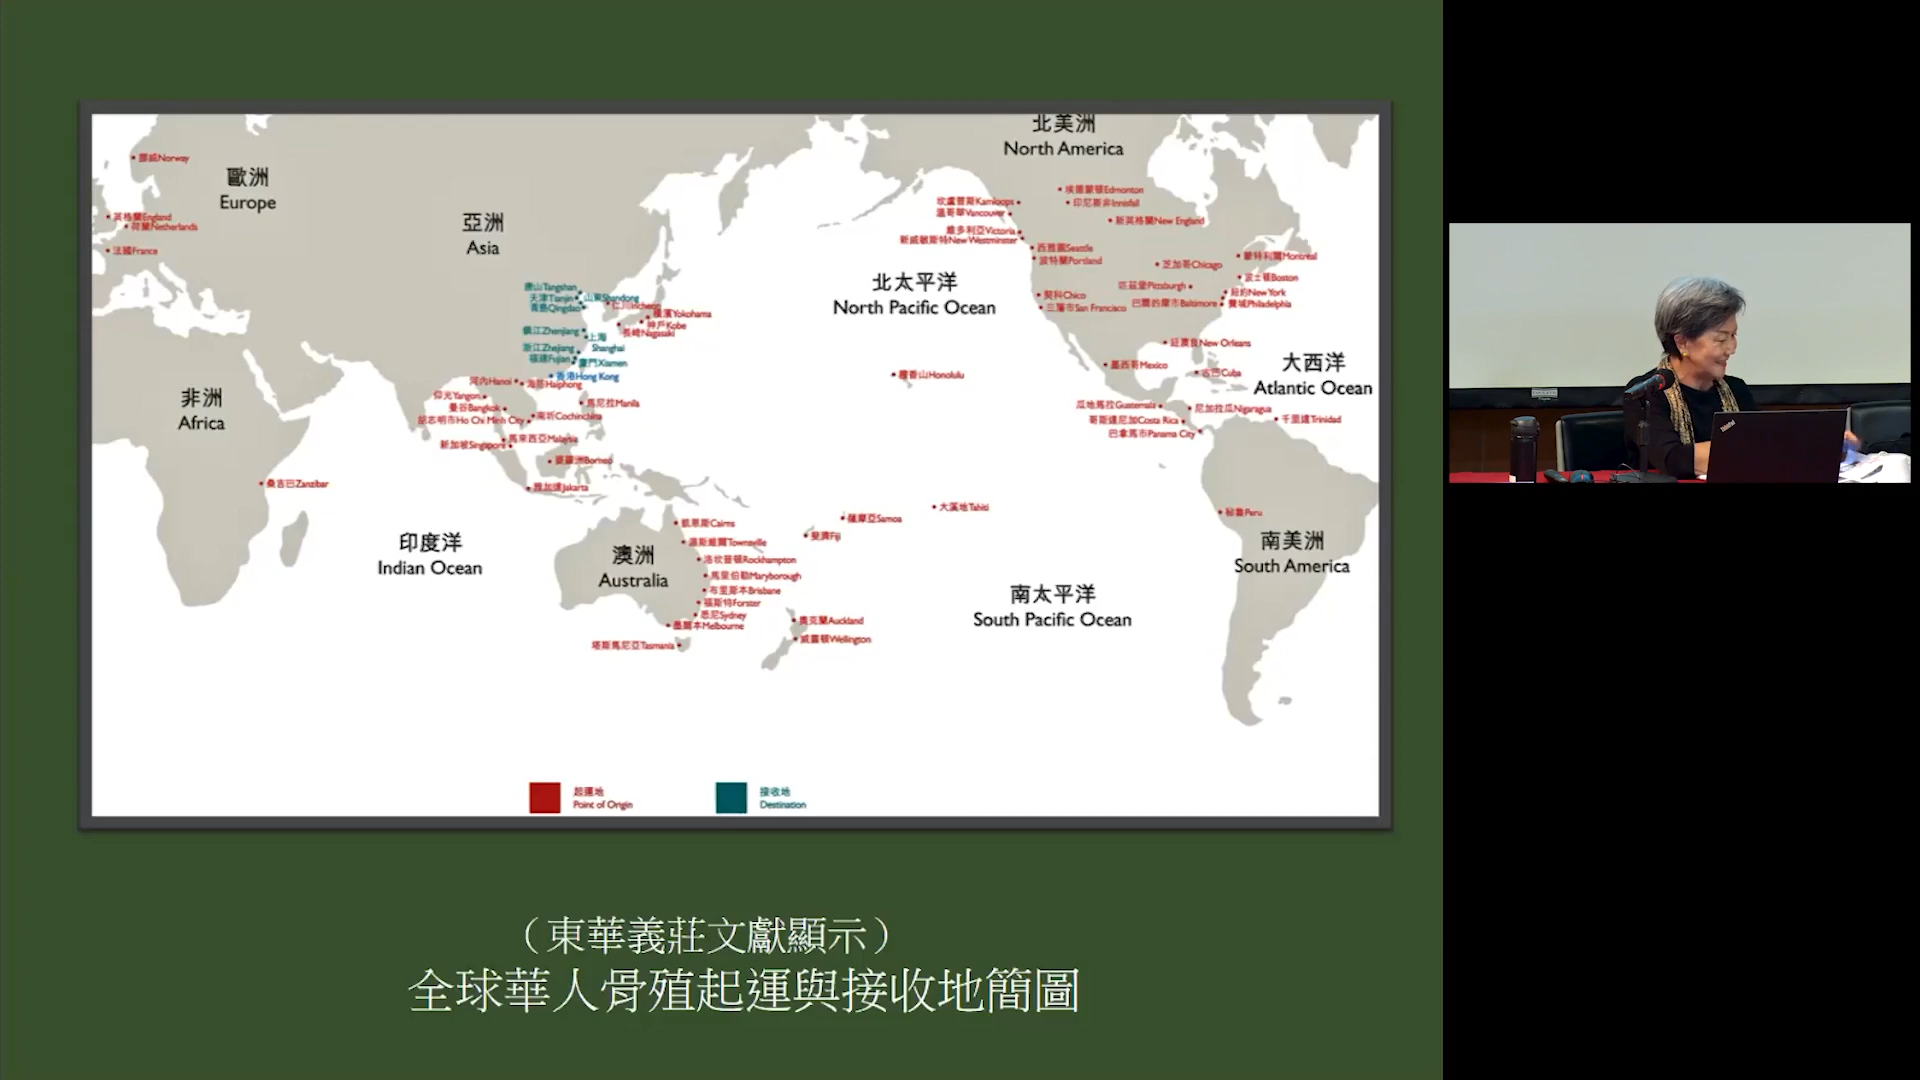 北美洲
North America
挪威Norway
歐洲
Europe
亞洲
Asia
埃德蒙頓Edmonton
坎盧普斯Kamloops
印尼斯菲Innisfail
溫哥華Vancouver
英格蘭England
荷蘭Netherlands
新英格蘭New England
維多利亞Victoria
新威敏斯特New Westminster
法國France
西雅圖Seattle
波特蘭Portland
芝加哥Chicago
蒙特利爾Montreal
波士頓Boston
北太平洋
North Pacific Ocean
唐山Tangshan
天津Tianjin
山東Shandong
青島Qingdao
仁川Incheon
橫濱Yokohama
神戶Kobe
長崎Nagasaki
匹茲堡Pittsburgh
紐約New York
契科Chico
三藩市San Francisco
巴爾的摩市Baltimore
費城Philadelphia
鎮江Zhenjiang
上海
Shanghai
浙江Zhejiang
福建Fujian
廈門Xiamen
香港Hong Kong
紐奧良New Orleans
大西洋
Atlantic Ocean
墨西哥Mexico
古巴Cuba
檀香山Honolulu
河內Hanoi
海防Haiphong
非洲
Africa
仰光Yangon
曼谷Bangkok
馬尼拉Manila
胡志明市Ho Chi Minh City
南圻Cochinchina
瓜地馬拉Guatemala
尼加拉瓜Nigaragua
哥斯達尼加Costa Rica
千里達Trinidad
巴拿馬市Panama City
新加坡Singapore
馬來西亞Malaysia
婆羅洲Borneo
桑吉巴Zanzibar
雅加達Jakarta
大溪地Tahiti
薩摩亞Samoa
斐濟Fiji
秘魯Peru
凱恩斯Cairns
湯斯維爾Townsville
印度洋
Indian Ocean
澳洲
Australia
洛坎普頓Rockhampton
馬里伯勒Maryborough
布里斯本Brisbane
福斯特Forster
悉尼Sydney
墨爾本Melbourne
南美洲
South America
南太平洋
South Pacific Ocean
奧克蘭Auckland
威靈頓Wellington
塔斯馬尼亞Tasmania
起運地
Point of Origin
接收地
Destination
（東華義莊文獻顯示）
全球華人骨殖起運與接收地簡圖
ThinkPad